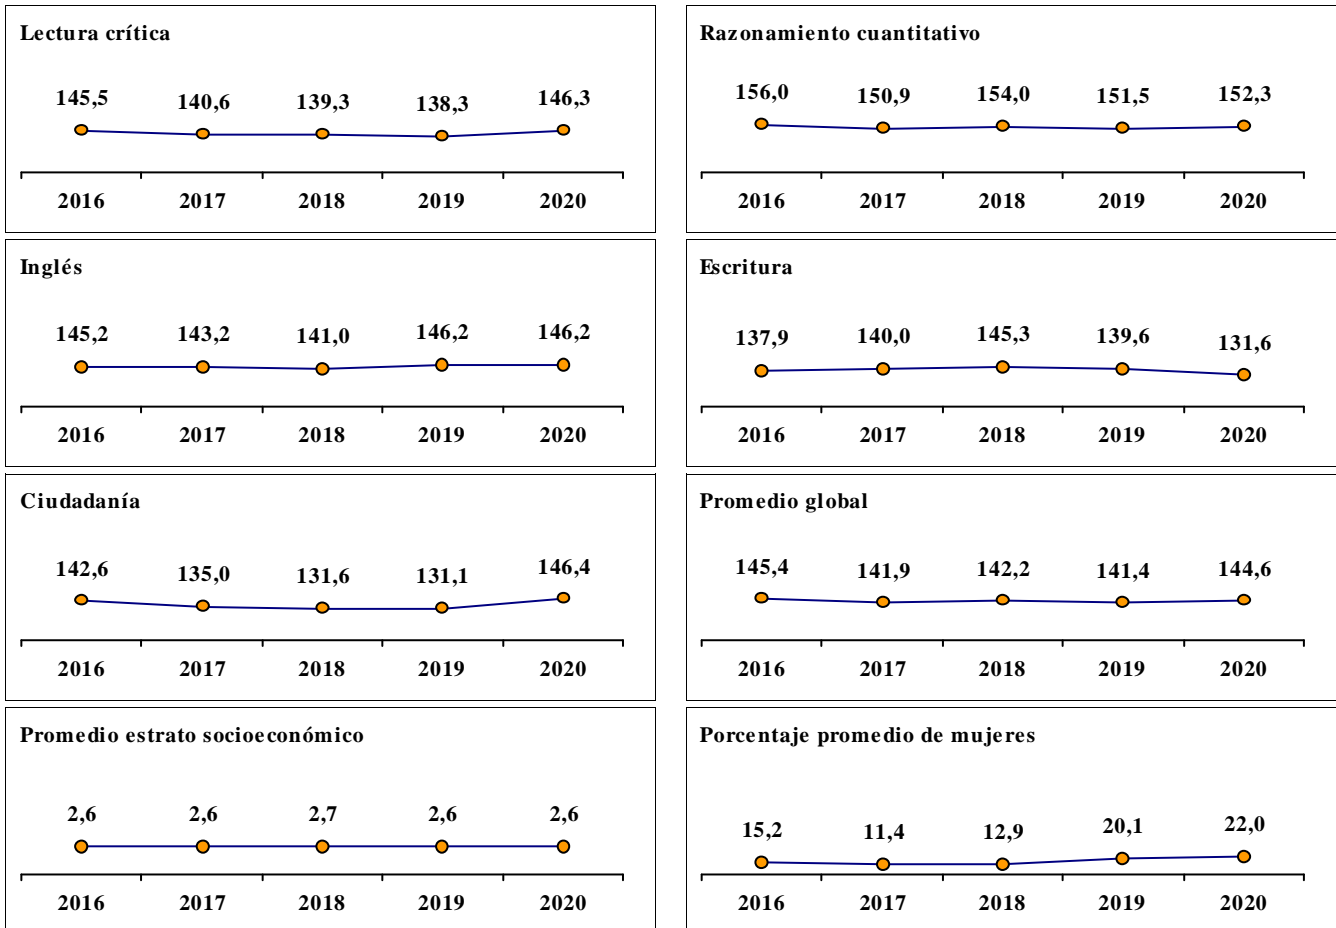 Lectura crítica
145,5 140,6 139,3 138,3 146,3
2016 2017 2018 2019 2020
Razonamiento cuantitativo
156,0 150,9 154,0 151,5 152,3
2016 2017 2018 2019 2020
Inglés
145,2 143,2 141,0 146,2 146,2
2016 2017 2018 2019 2020
Escritura
137,9 140,0 145,3 139,6 131,6
2016 2017 2018 2019 2020
Ciudadanía
142,6 135,0 131,6 131,1 146,4
2016 2017 2018 2019 2020
Promedio global
145,4 141,9 142,2 141,4 144,6
2016 2017 2018 2019 2020
Promedio estrato socioeconómico
2,6 2,6 2,7 2,6 2,6
2016 2017 2018 2019 2020
Porcentaje promedio de mujeres
15,2 11,4 12,9 20,1 22,0
2016 2017 2018 2019 2020